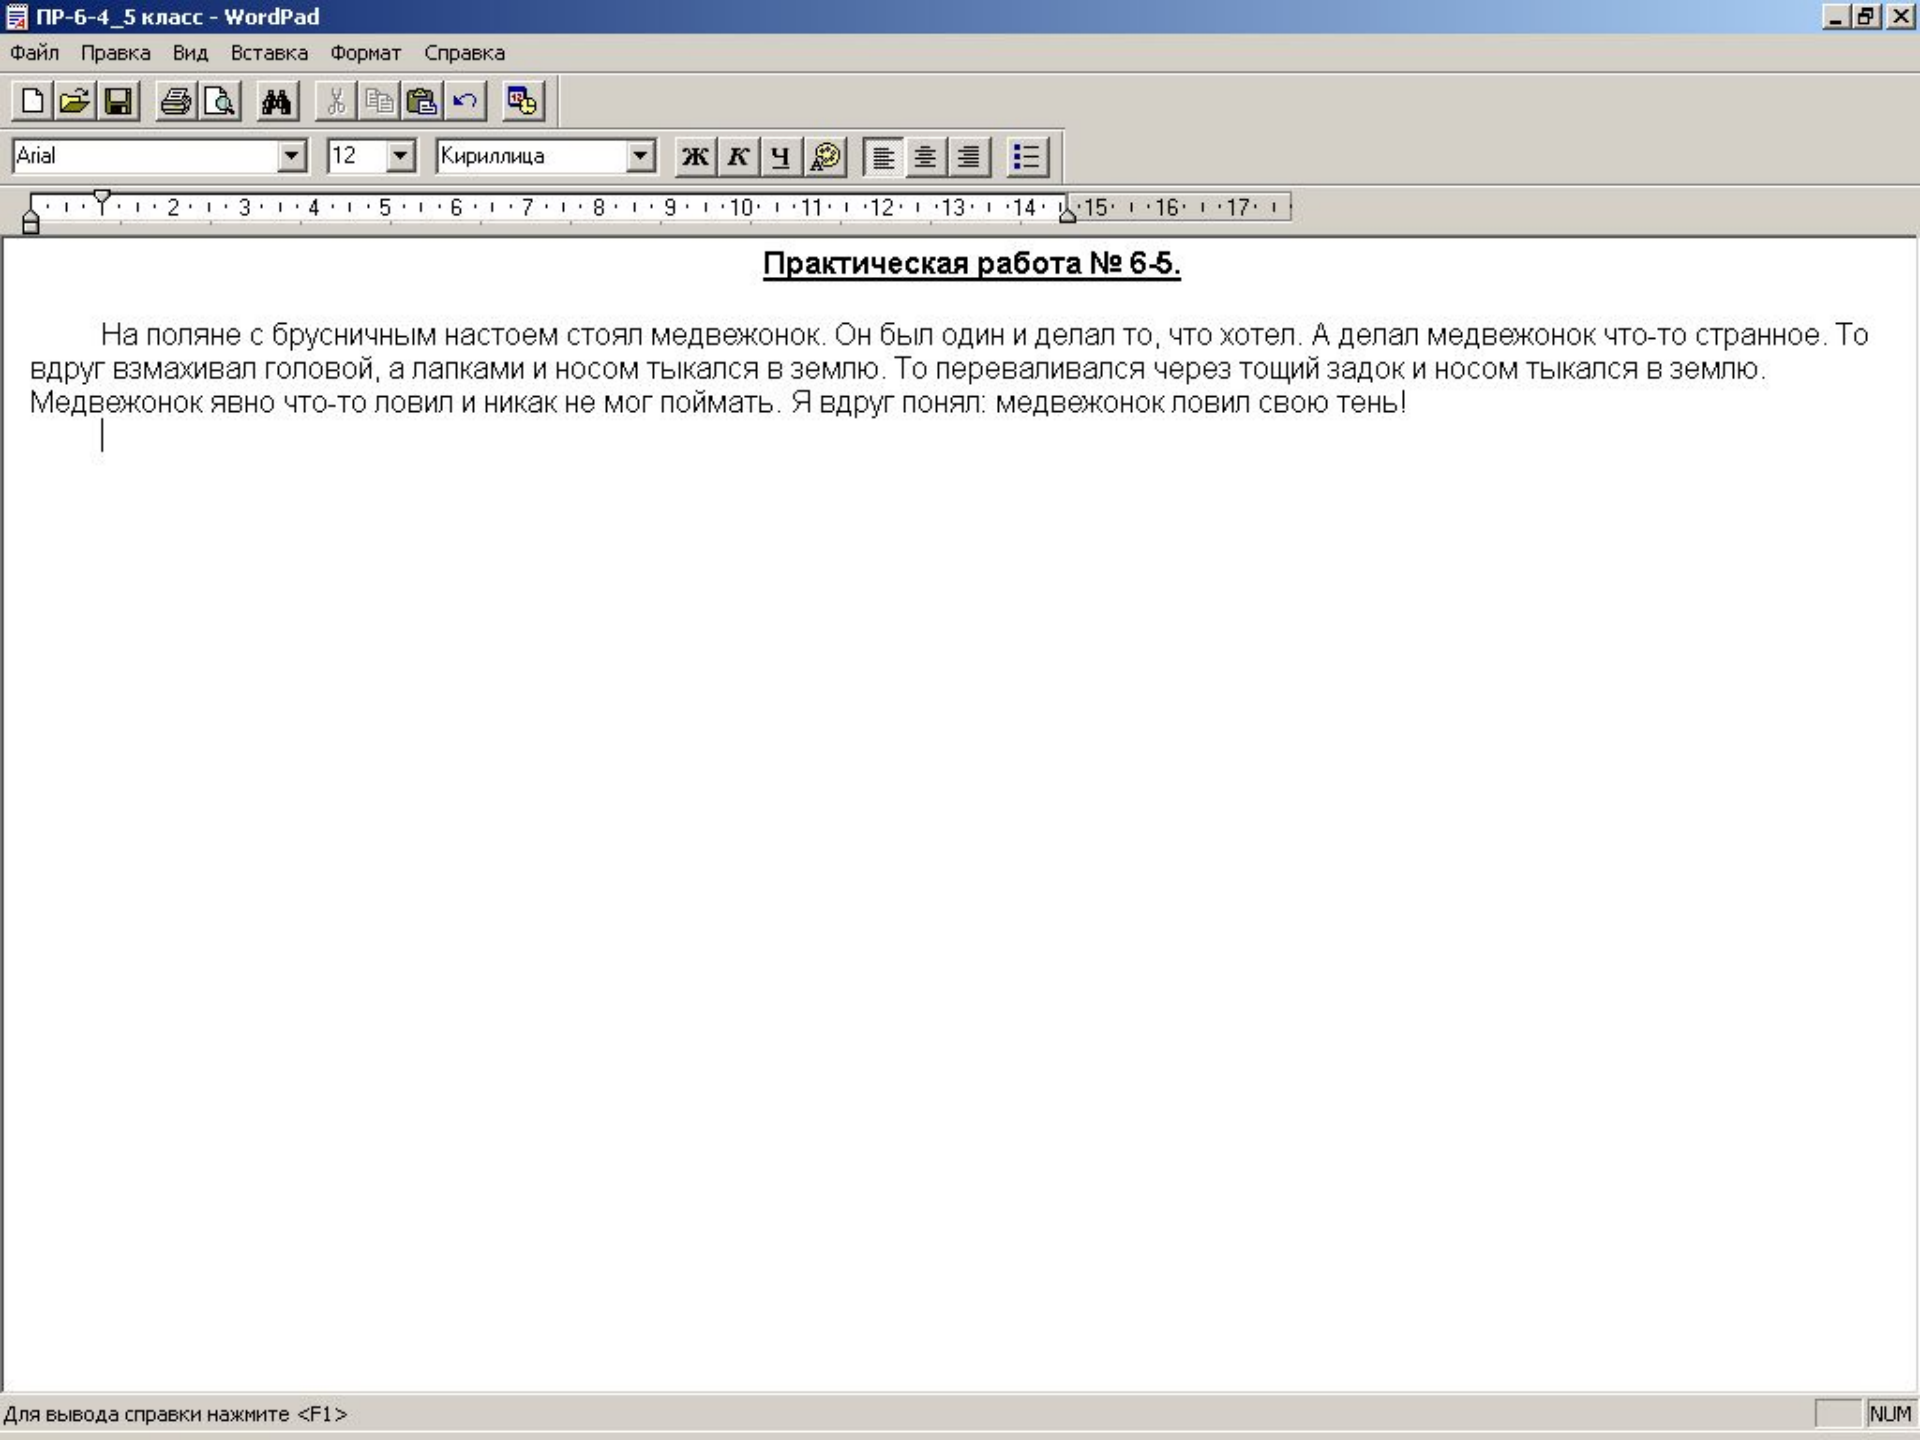 ПР-6-4_5 класс - WordPad
Файл Правка Вид Вставка Формат Справка
Arial 12 Кириллица Ж К Ч
1 2 3 4 5 6 7 8 9 10 11 12 13 14 15 16 17
Практическая работа № 6-5.
На поляне с брусничным настоем стоял медвежонок. Он был один и делал то, что хотел. А делал медвежонок что-то странное. То
вдруг взмахивал головой, а лапками и носом тыкался в землю. То переваливался через тощий задок и носом тыкался в землю.
Медвежонок явно что-то ловил и никак не мог поймать. Я вдруг понял: медвежонок ловил свою тень!
Для вывода справки нажмите <F1> NUM